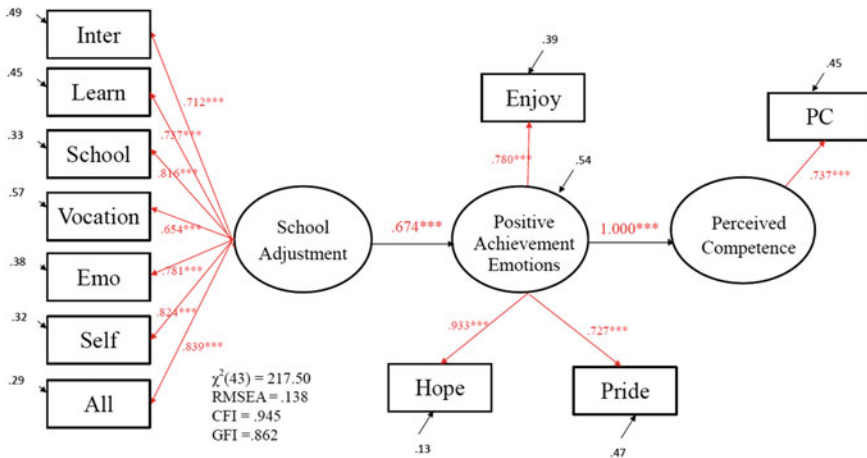 .49
Inter
.45
Learn
.33
School
.57
Vocation
.38
Emo
.32
Self
.29
All
.712***
.737***
.816***
.654***
.781***
.824***
.839***
School
Adjustment
.674***
.39
Enjoy
.780***
.54
Positive
Achievement
Emotions
1.000***
.45
PC
.737***
Perceived
Competence
.933***
.727***
Hope
Pride
.13
.47
χ²(43) = 217.50
RMSEA = .138
CFI = .945
GFI = .862